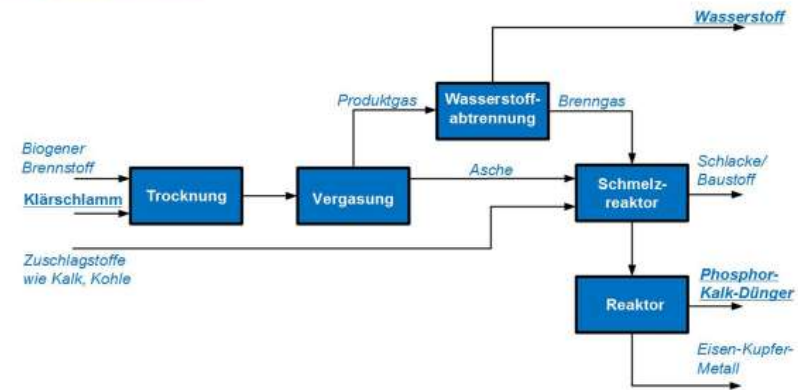 Wasserstoff
Produktgas
Wasserstoff-
abtrennung
Brenngas
Biogener
Brennstoff
Klärschlamm
Trocknung
Vergasung
Asche
Schmelz-
reaktor
Schlacke/
Baustoff
Zuschlagstoffe
wie Kalk, Kohle
Reaktor
Phosphor-
Kalk-Dünger
Eisen-Kupfer-
Metall